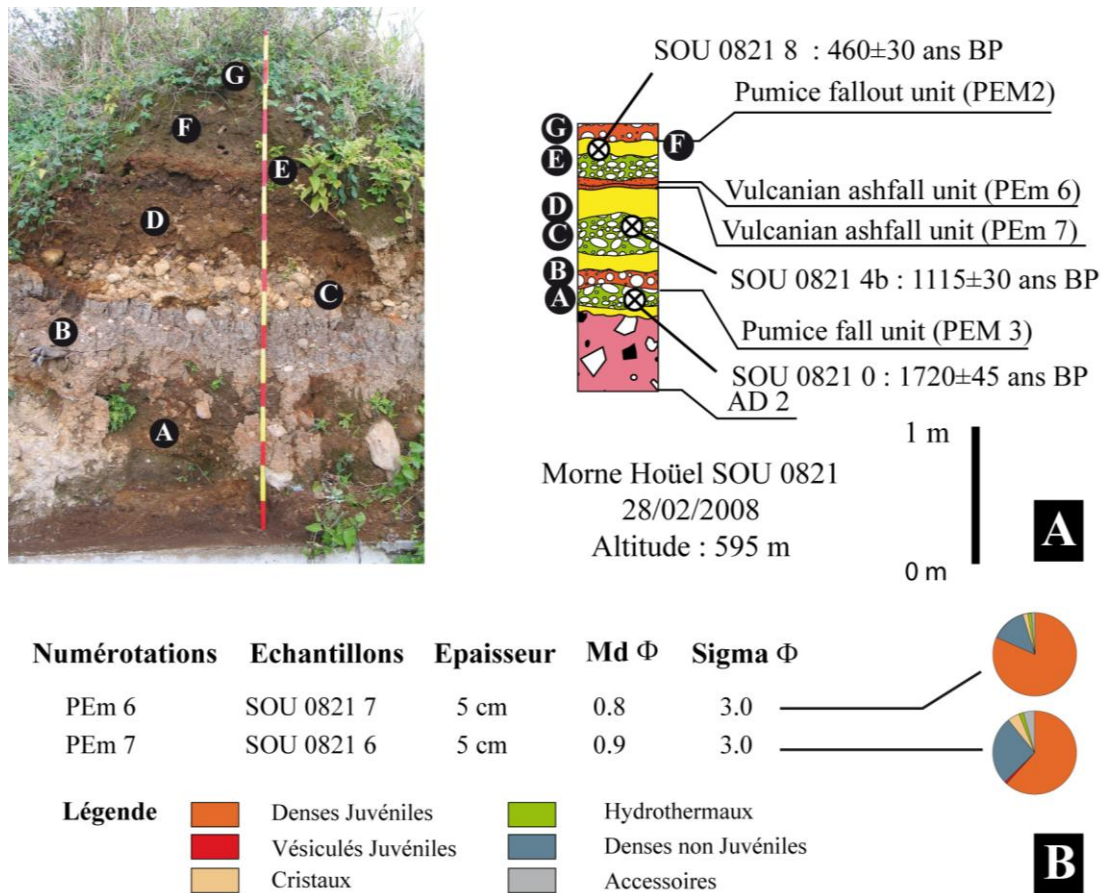 G
F
E
D
C
B
A
SOU 0821 8 : 460±30 ans BP
Pumice fallout unit (PEM2)
G
F
E
Vulcanian ashfall unit (PEm 6)
D
Vulcanian ashfall unit (PEm 7)
C
SOU 0821 4b : 1115±30 ans BP
B
A
Pumice fall unit (PEM 3)
SOU 0821 0 : 1720±45 ans BP
AD 2
1 m
Morne Hoüel SOU 0821
28/02/2008
Altitude : 595 m
0 m
A
Numérotations Echantillons Epaisseur Md Φ Sigma Φ
PEm 6 SOU 0821 7 5 cm 0.8 3.0
PEm 7 SOU 0821 6 5 cm 0.9 3.0
Légende
Denses Juvéniles
Hydrothermaux
Vésiculés Juvéniles
Denses non Juvéniles
Cristaux
Accessoires
B